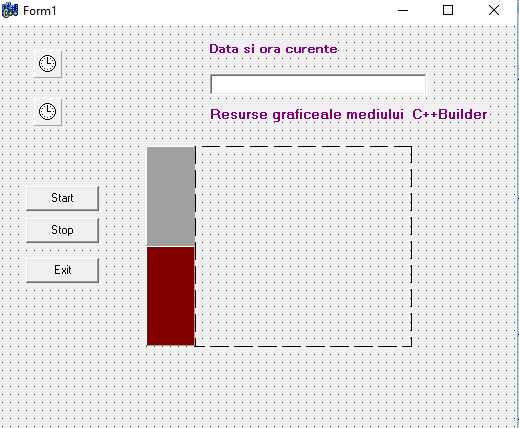 Form1
Data si ora curente
Resurse graficeale mediului C++Builder
Start
Stop
Exit